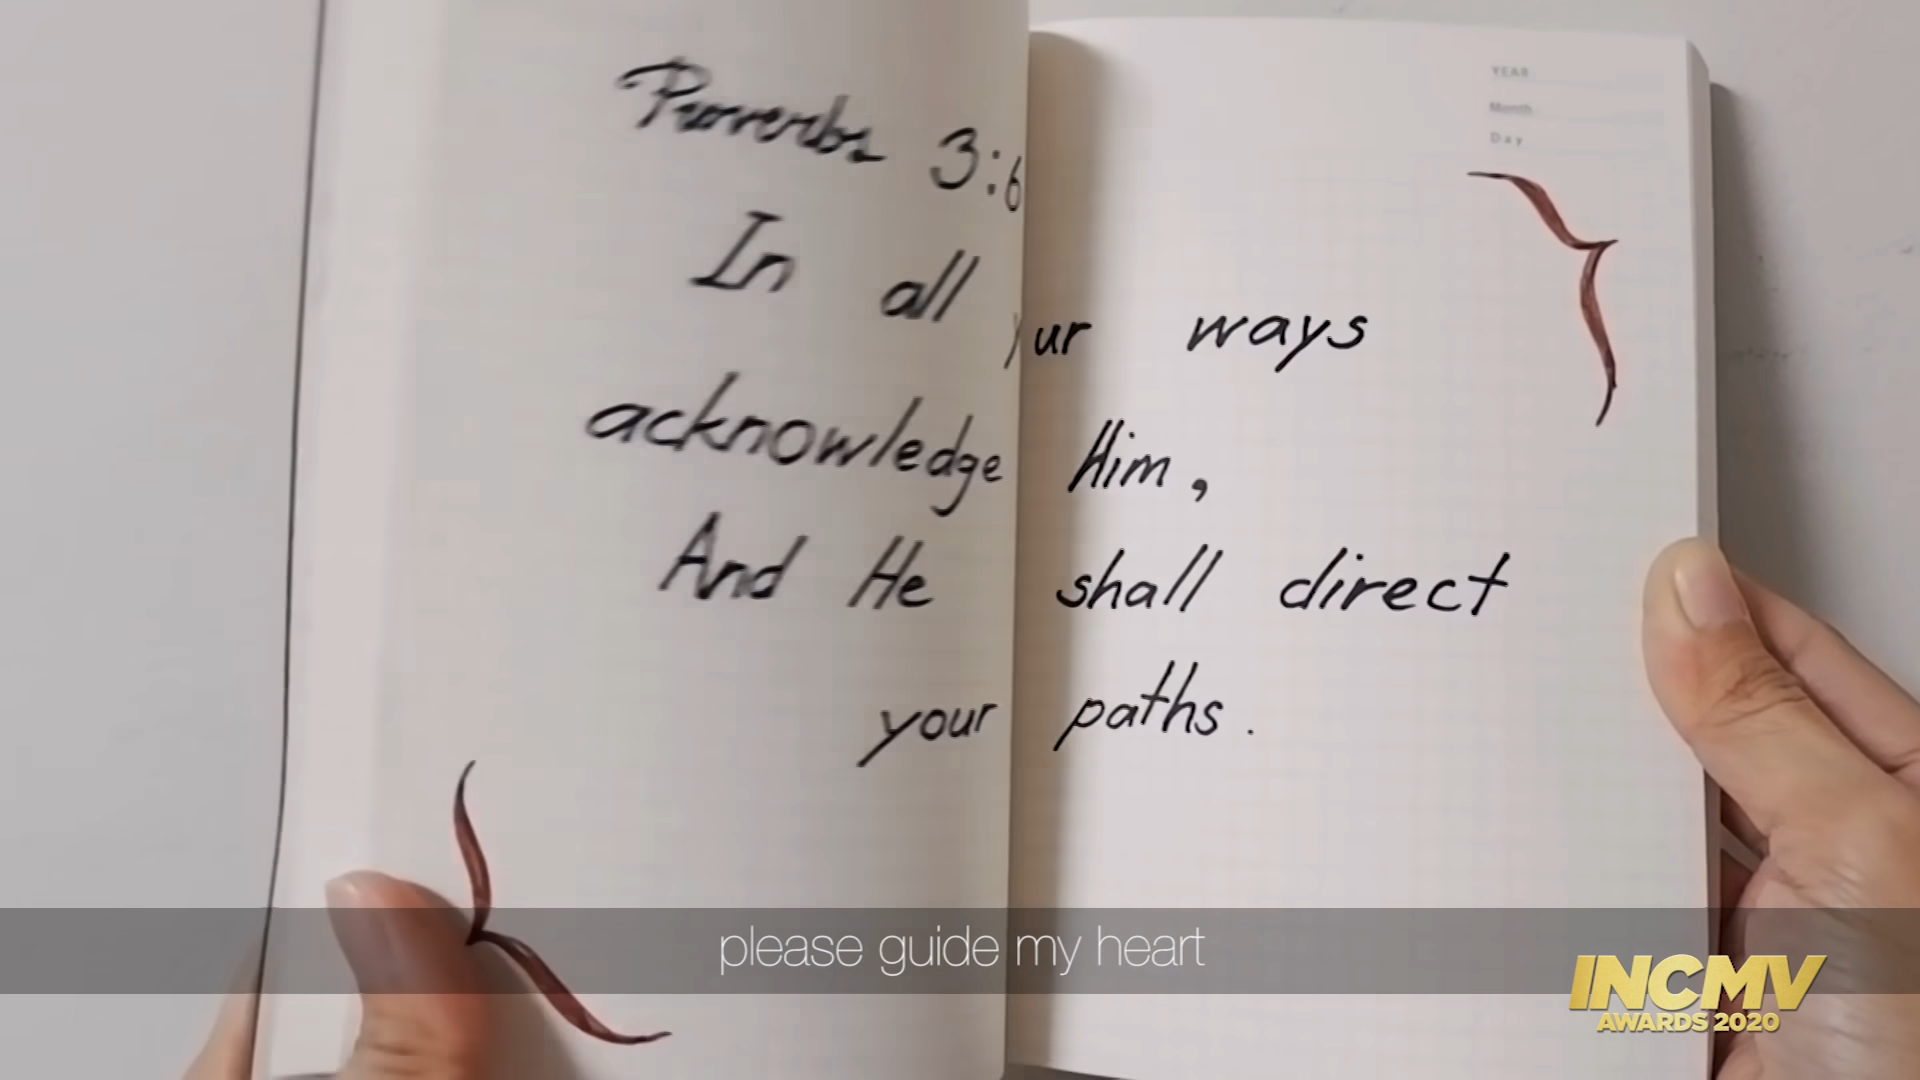 Proverbs 3:6
In all your ways
acknowledge Him,
And He shall direct
your paths.
YEAR
Month
Day
please guide my heart
INCMV
AWARDS 2020